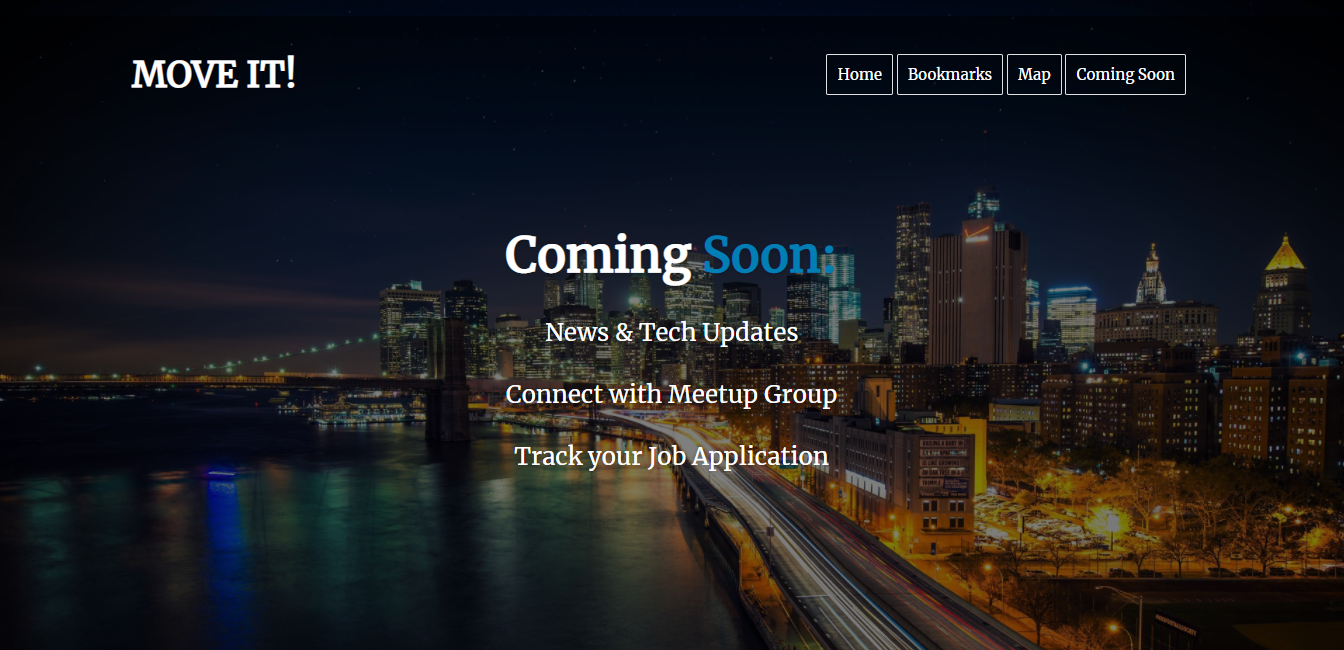 MOVE IT!
Home
Bookmarks
Map
Coming Soon
Coming Soon:
News & Tech Updates
Connect with Meetup Group
Track your Job Application